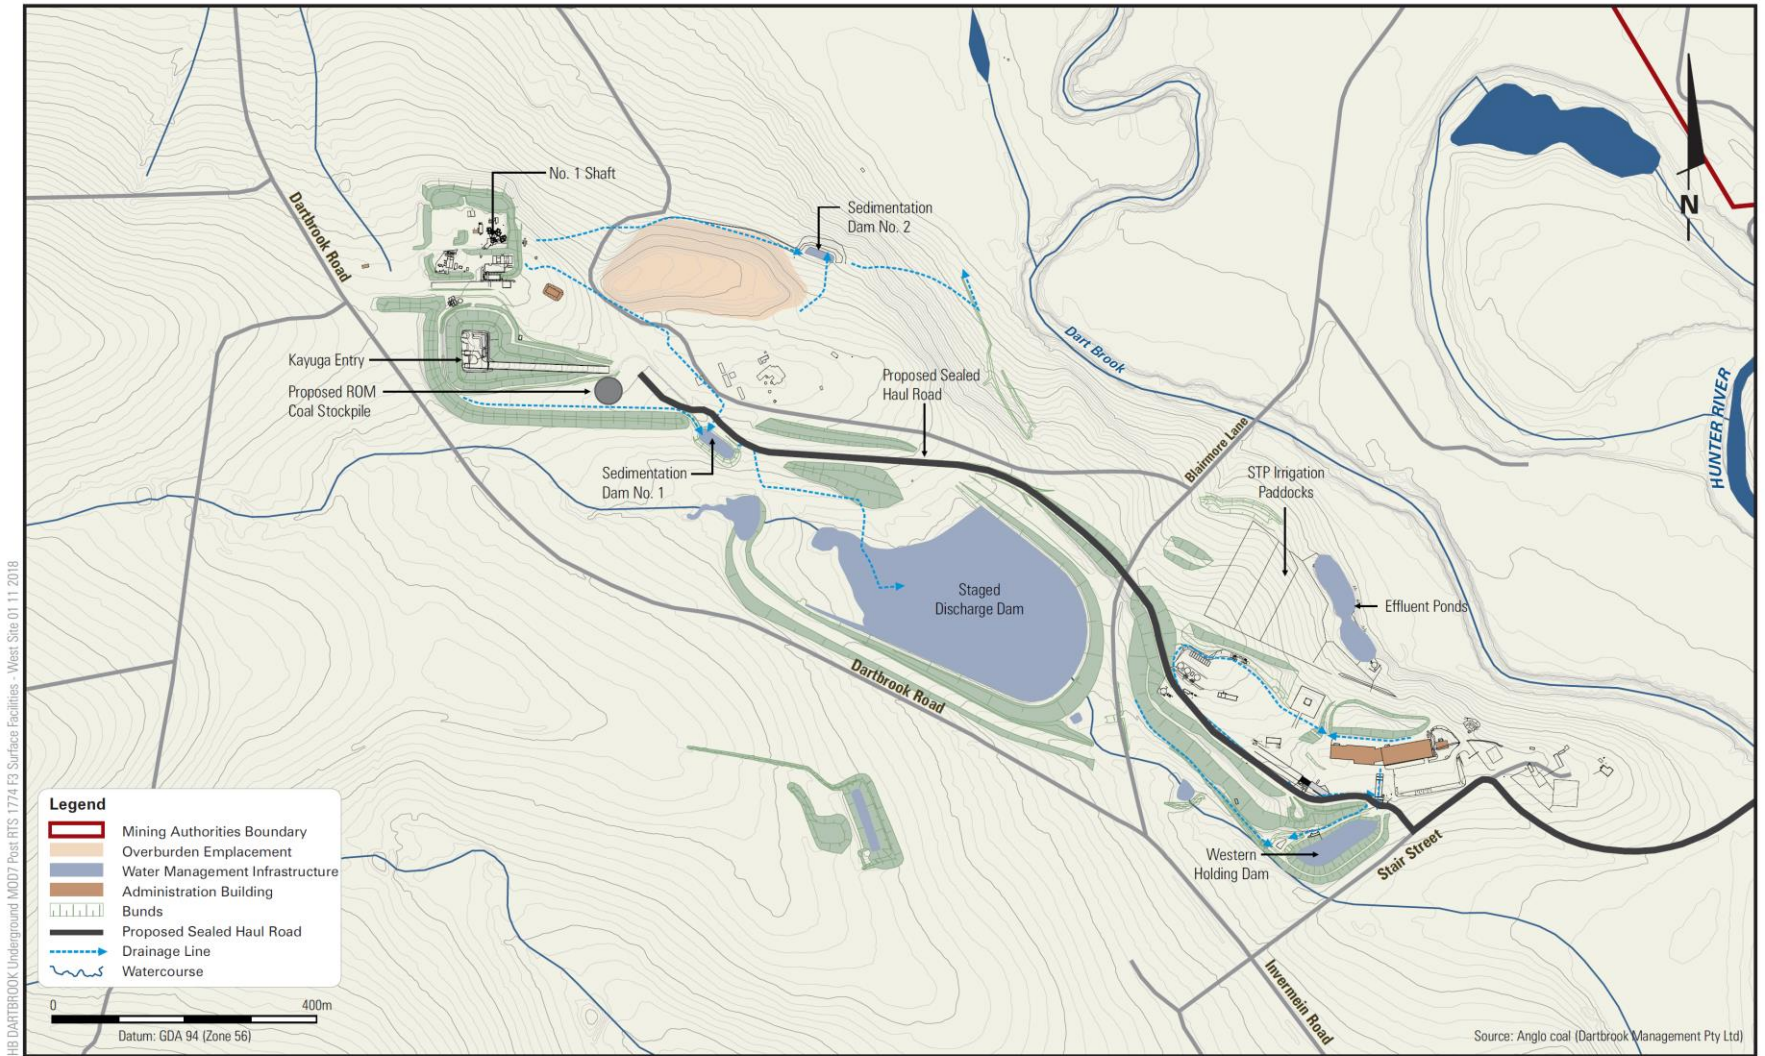 No. 1 Shaft
Sedimentation
Dam No. 2
N
Dartbrook Road
Dart Brook
HUNTER RIVER
Kayuga Entry
Proposed ROM
Coal Stockpile
Proposed Sealed
Haul Road
Blairmore Lane
Sedimentation
Dam No. 1
STP Irrigation
Paddocks
Staged
Discharge Dam
Effluent Ponds
Dartbrook Road
Western
Holding Dam
Stair Street
Invermein Road
Legend
Mining Authorities Boundary
Overburden Emplacement
Water Management Infrastructure
Administration Building
Bunds
Proposed Sealed Haul Road
Drainage Line
Watercourse
0 400m
Datum: GDA 94 (Zone 56)
Source: Anglo coal (Dartbrook Management Pty Ltd)
HB DARTBROOK Underground MOD7 Post RTS 1774 F3 Surface Facilities - West Site 01 11 2018